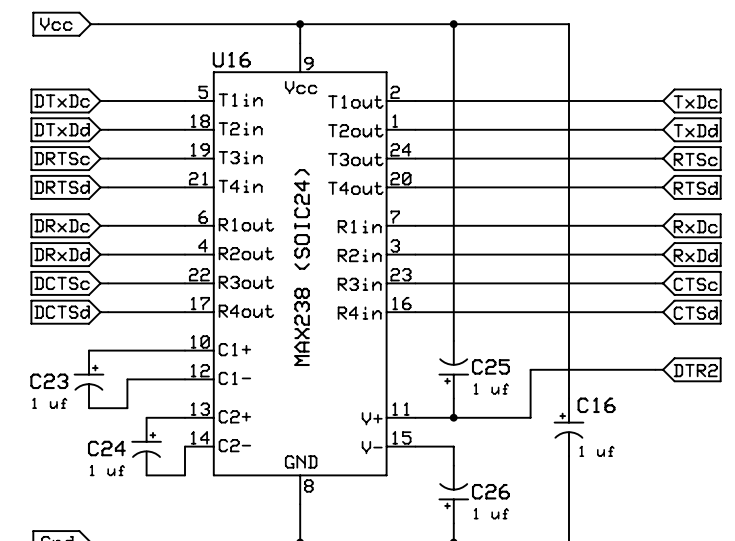 Vcc
U16
9
Vcc
DTxDc 5 T1in T1out 2 TxDc
DTxDd 18 T2in T2out 1 TxDd
DRTSc 19 T3in T3out 24 RTSc
DRTSd 21 T4in T4out 20 RTSd
DRxDc 6 R1out R1in 7 RxDc
DRxDd 4 R2out R2in 3 RxDd
DCTSc 22 R3out R3in 23 CTSc
DCTSd 17 R4out R4in 16 CTSd
MAX238 (SOIC24)
10 C1+
12 C1-
C23 +
1 uf
13 C2+
14 C2-
C24 +
1 uf
C25
+ 1 uf
DTR2
V+ 11
V- 15
C16
+
1 uf
GND
8
C26
+ 1 uf
Gnd